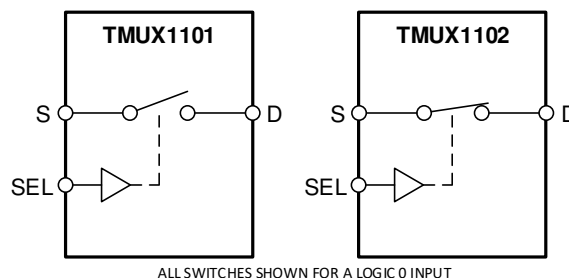 TMUX1101
TMUX1102
S
D
S
D
SEL
SEL
ALL SWITCHES SHOWN FOR A LOGIC 0 INPUT